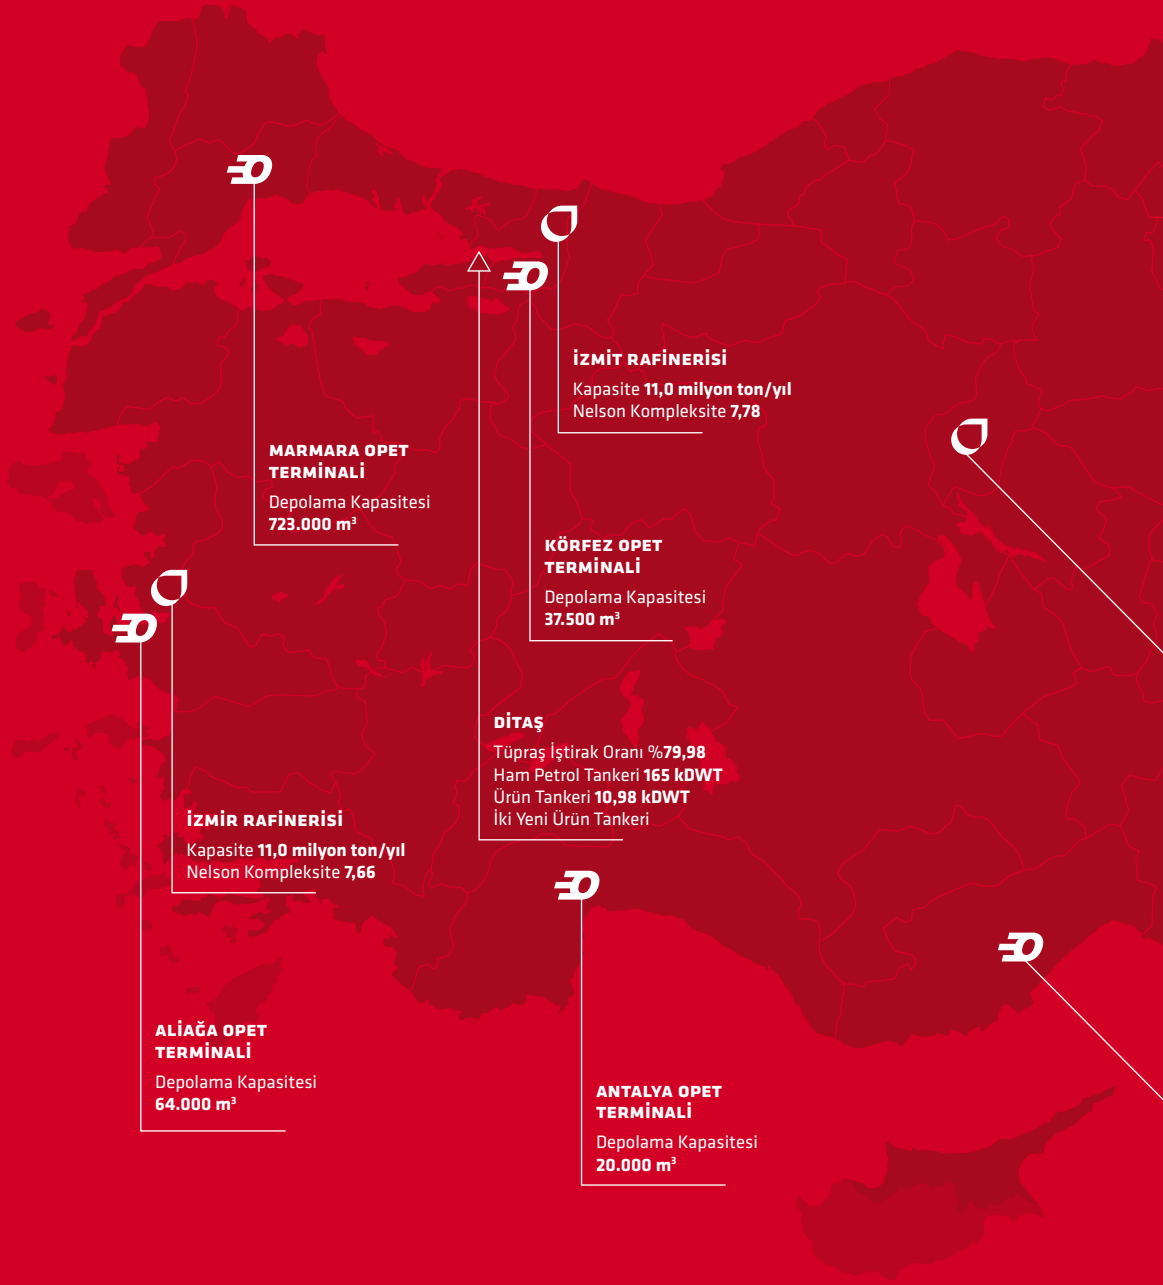 İZMİT RAFİNERİSİ
Kapasite 11,0 milyon ton/yıl
Nelson Kompleksite 7,78
MARMARA OPET
TERMİNALİ
Depolama Kapasitesi
723.000 m³
KÖRFEZ OPET
TERMİNALİ
Depolama Kapasitesi
37.500 m³
DİTAŞ
Tüpraş İştirak Oranı %79,98
Ham Petrol Tankeri 165 kDWT
Ürün Tankeri 10,98 kDWT
İki Yeni Ürün Tankeri
İZMİR RAFİNERİSİ
Kapasite 11,0 milyon ton/yıl
Nelson Kompleksite 7,66
ALİAĞA OPET
TERMİNALİ
Depolama Kapasitesi
64.000 m³
ANTALYA OPET
TERMİNALİ
Depolama Kapasitesi
20.000 m³